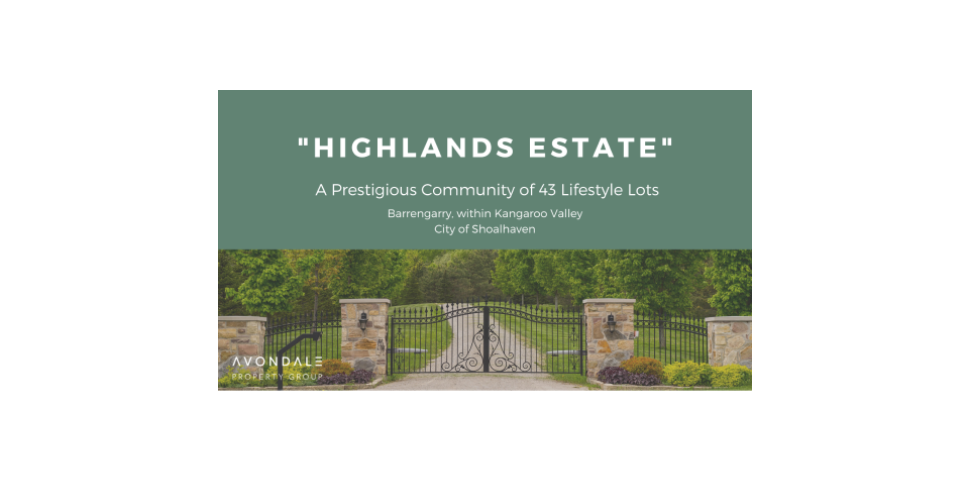 "HIGHLANDS ESTATE"
A Prestigious Community of 43 Lifestyle Lots
Barrengarry, within Kangaroo Valley
City of Shoalhaven
AVONDALE
PROPERTY GROUP